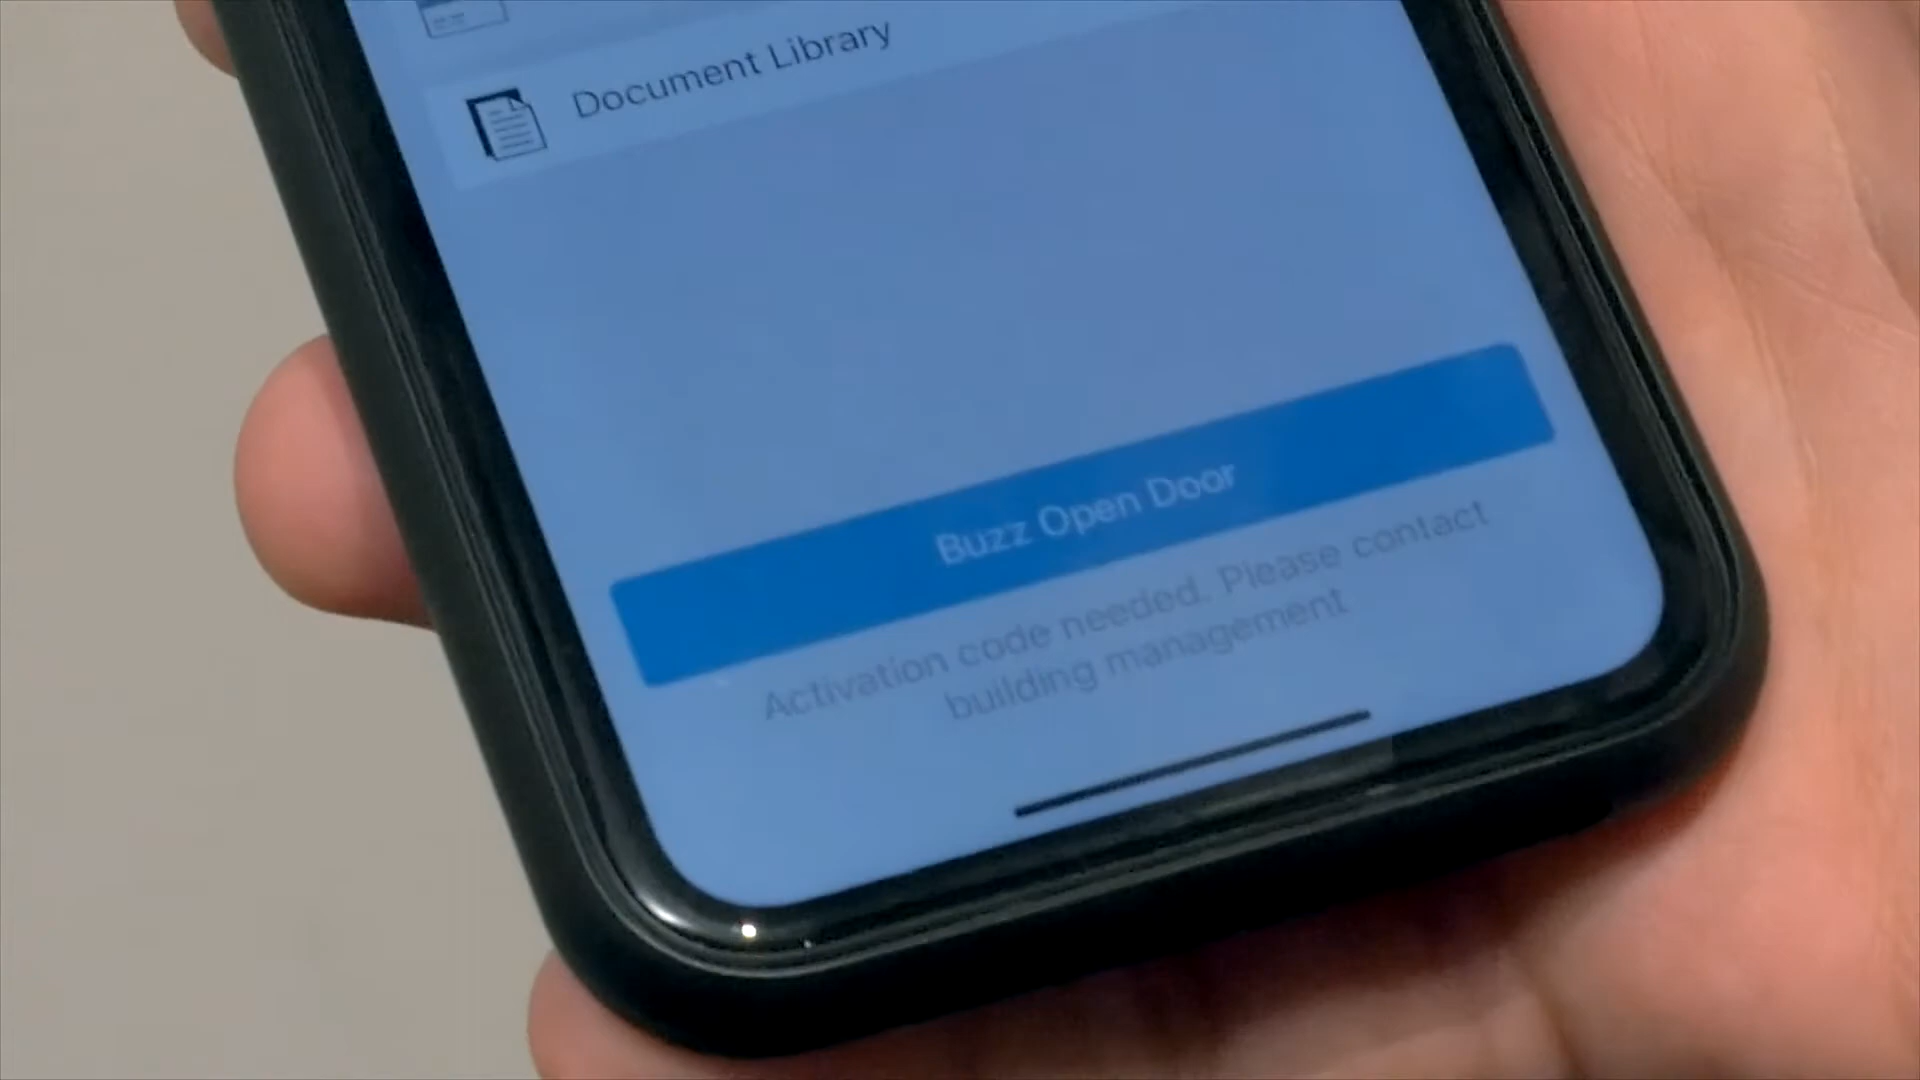 Document Library
Buzz Open Door
Activation code needed. Please contact
building management